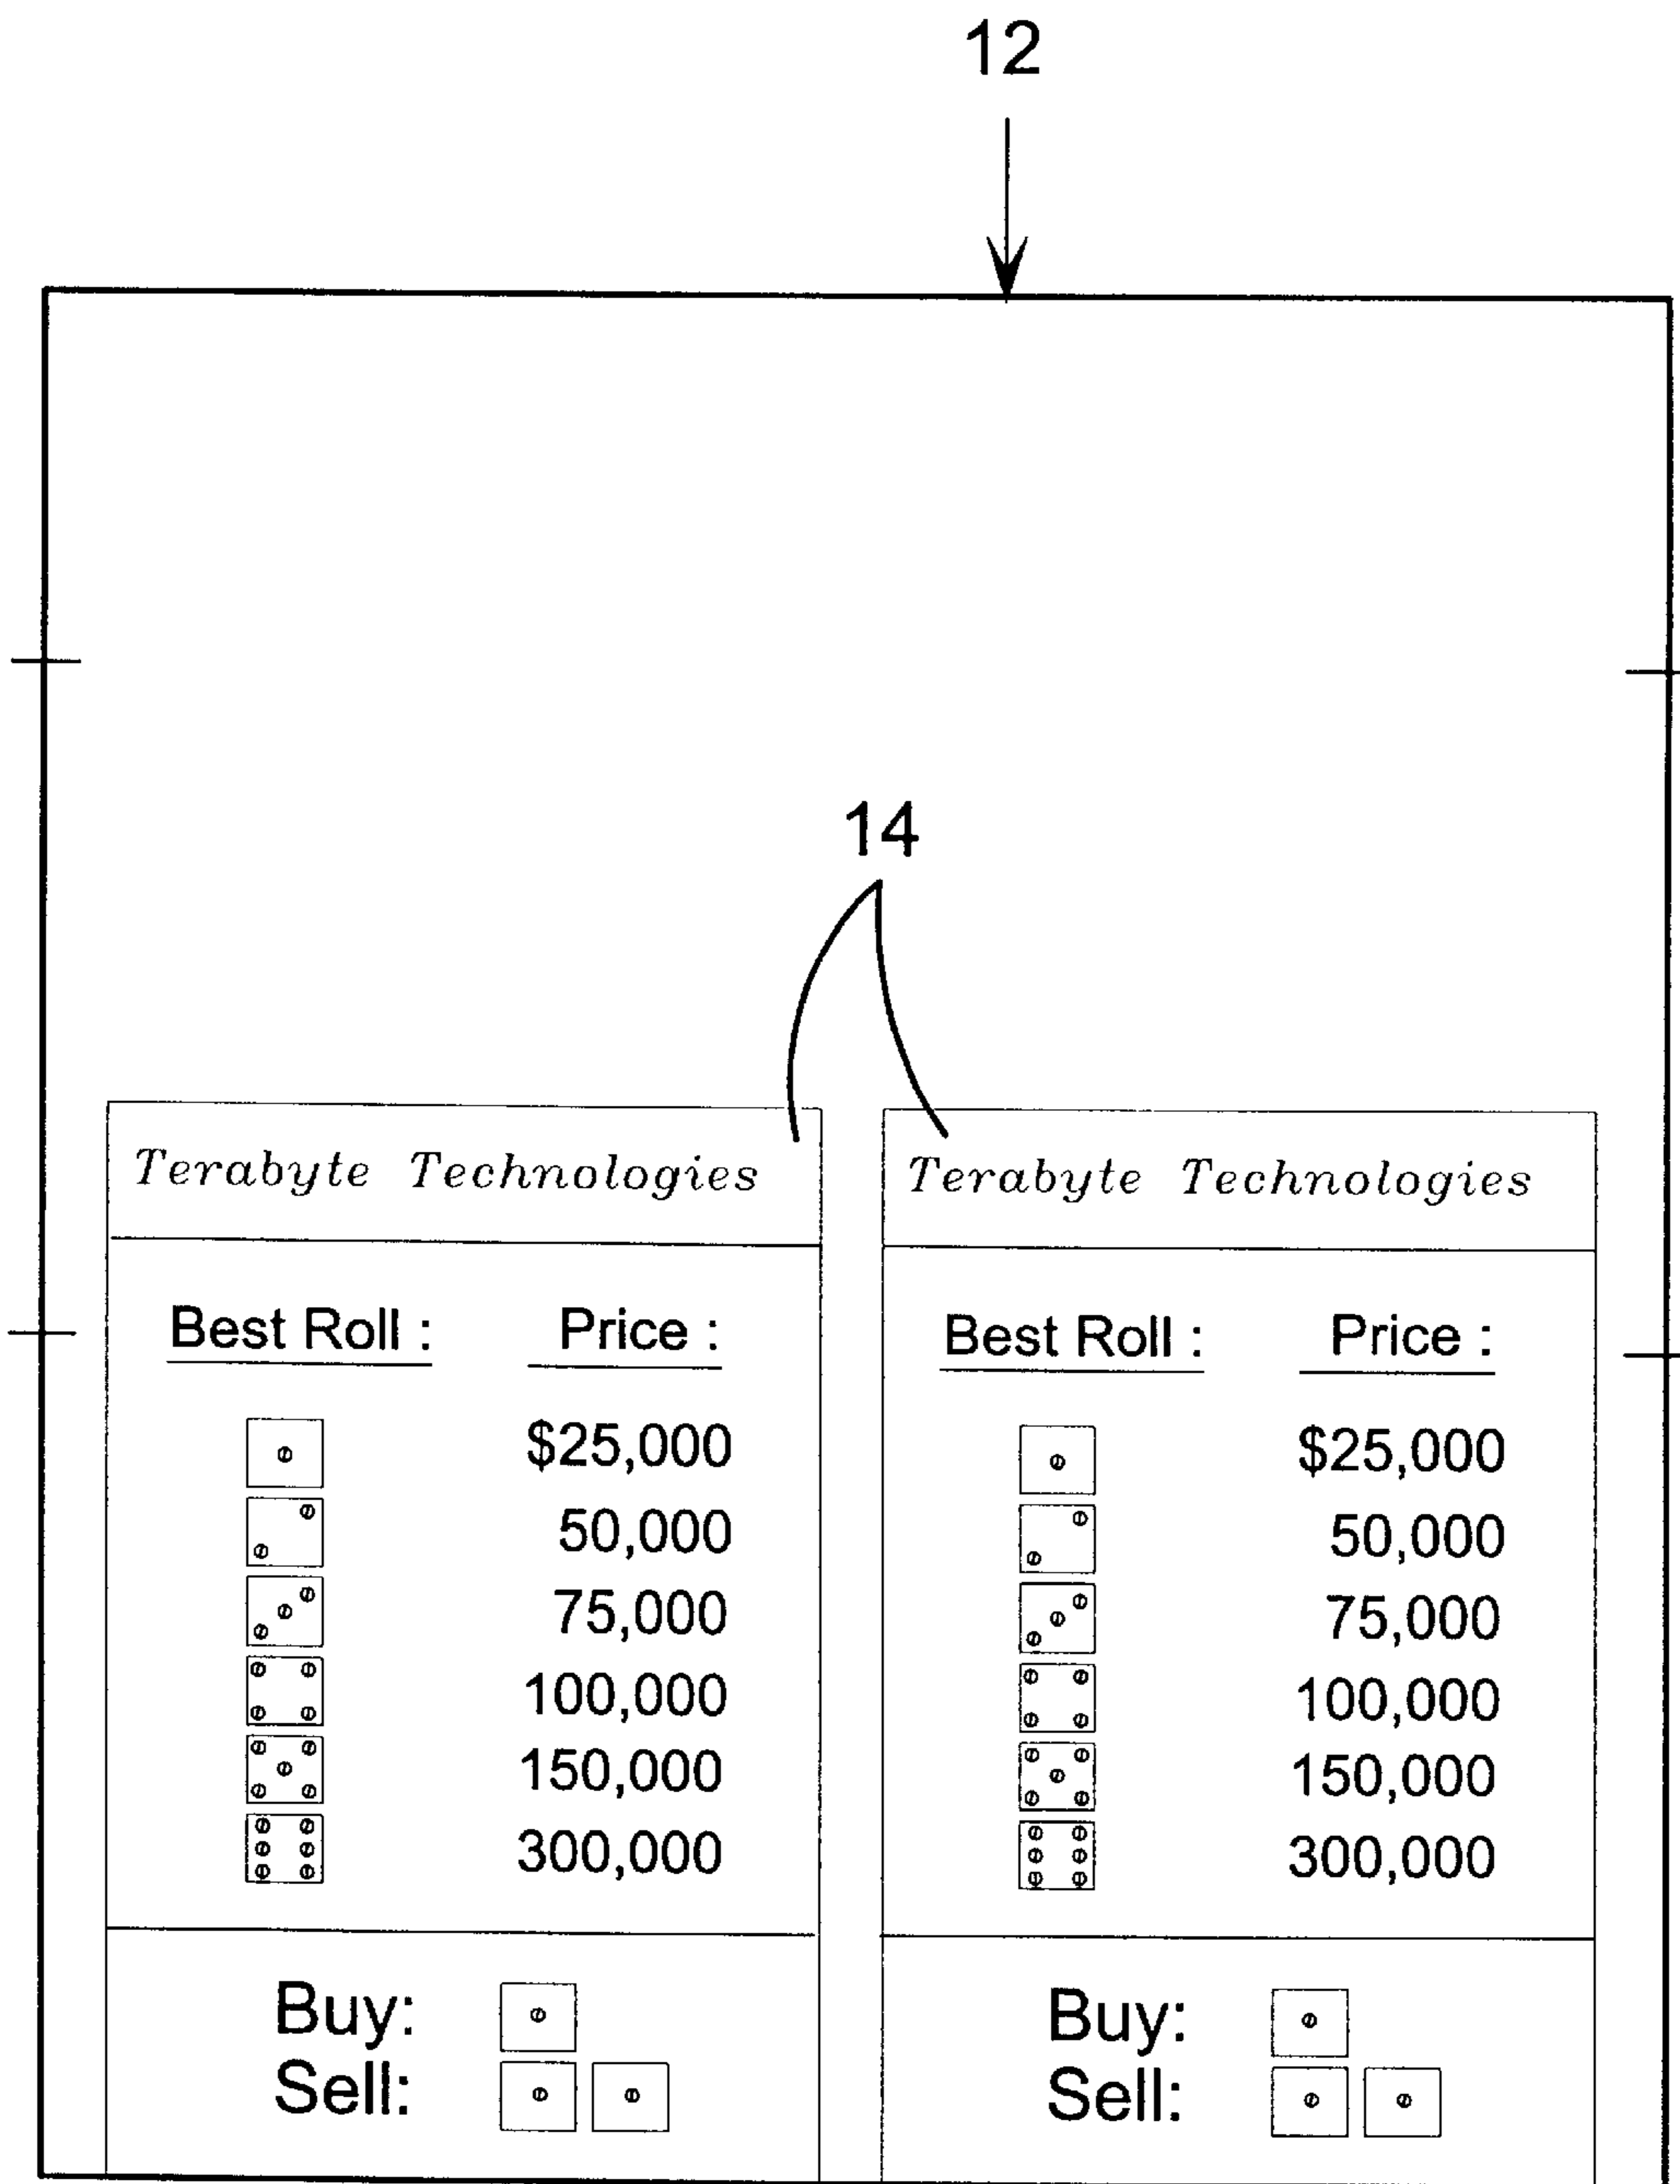 12
14
Terabyte Technologies
Best Roll : Price :
$25,000
50,000
75,000
100,000
150,000
300,000
Buy:
Sell:
Terabyte Technologies
Best Roll : Price :
$25,000
50,000
75,000
100,000
150,000
300,000
Buy:
Sell: